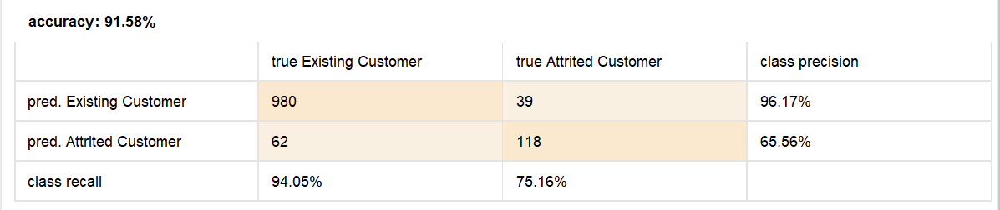 accuracy: 91.58%
true Existing Customer true Attrited Customer class precision
pred. Existing Customer 980 39 96.17%
pred. Attrited Customer 62 118 65.56%
class recall 94.05% 75.16%